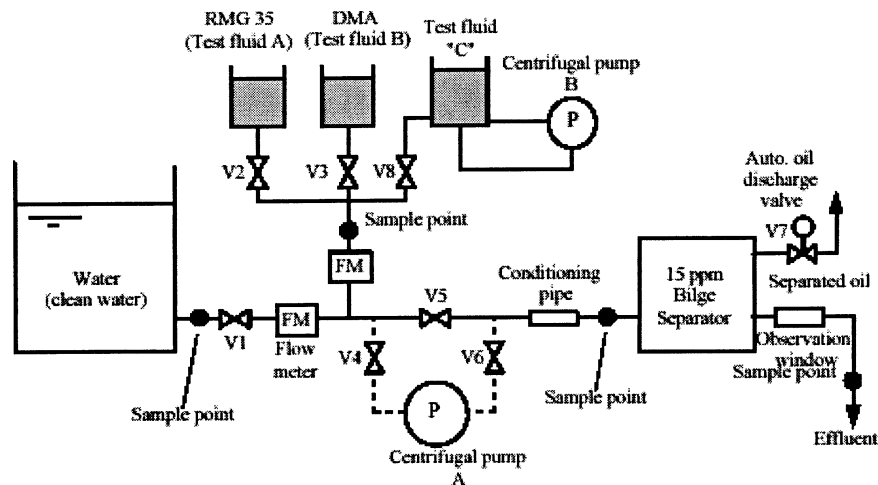 RMG 35
(Test fluid A)
DMA
(Test fluid B)
Test fluid
"C"
Centrifugal pump
B
P
V2
V3
V8
Auto. oil
discharge
valve
V7
Sample point
Water
(clean water)
FM
Conditioning
pipe
15 ppm
Bilge
Separator
Separated oil
V5
V1
FM
Flow
meter
V4
V6
Observation
window
Sample point
Sample point
P
Sample point
Effluent
Centrifugal pump
A